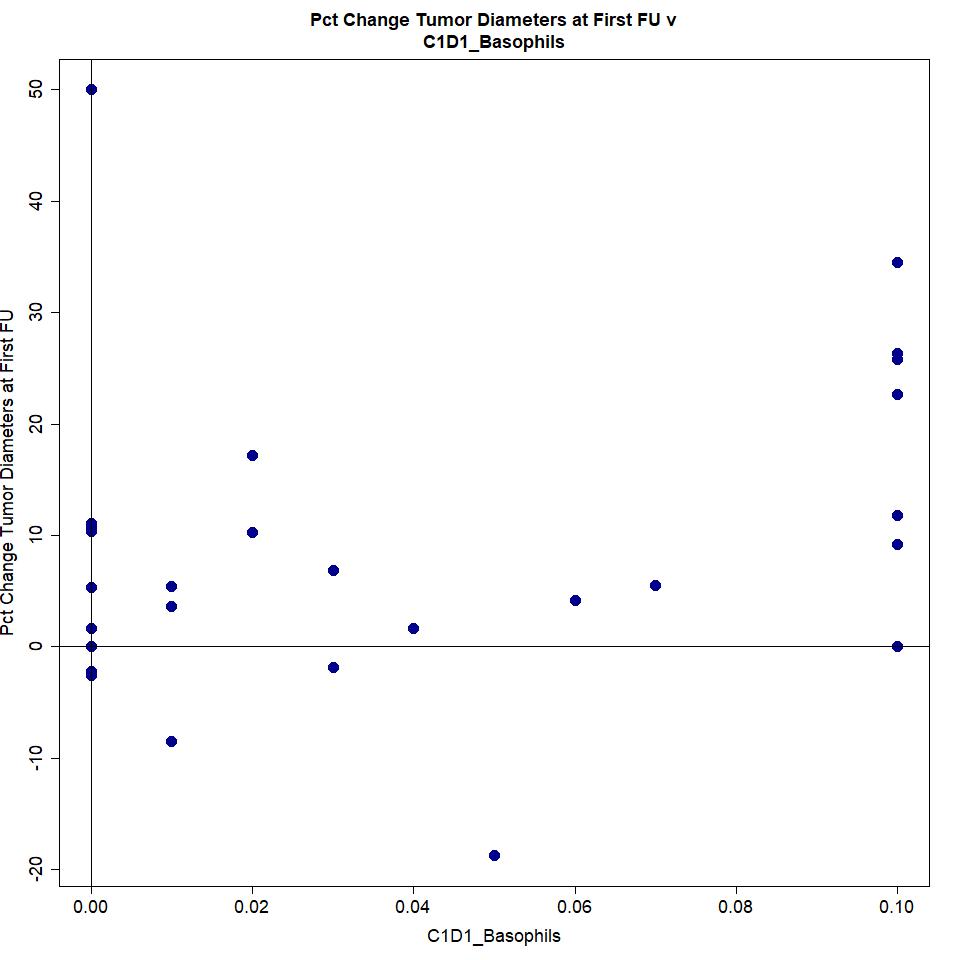 Pct Change Tumor Diameters at First FU v
C1D1_Basophils
Pct Change Tumor Diameters at First FU
50
40
30
20
10
0
-10
-20
0.00 0.02 0.04 0.06 0.08 0.10
C1D1_Basophils